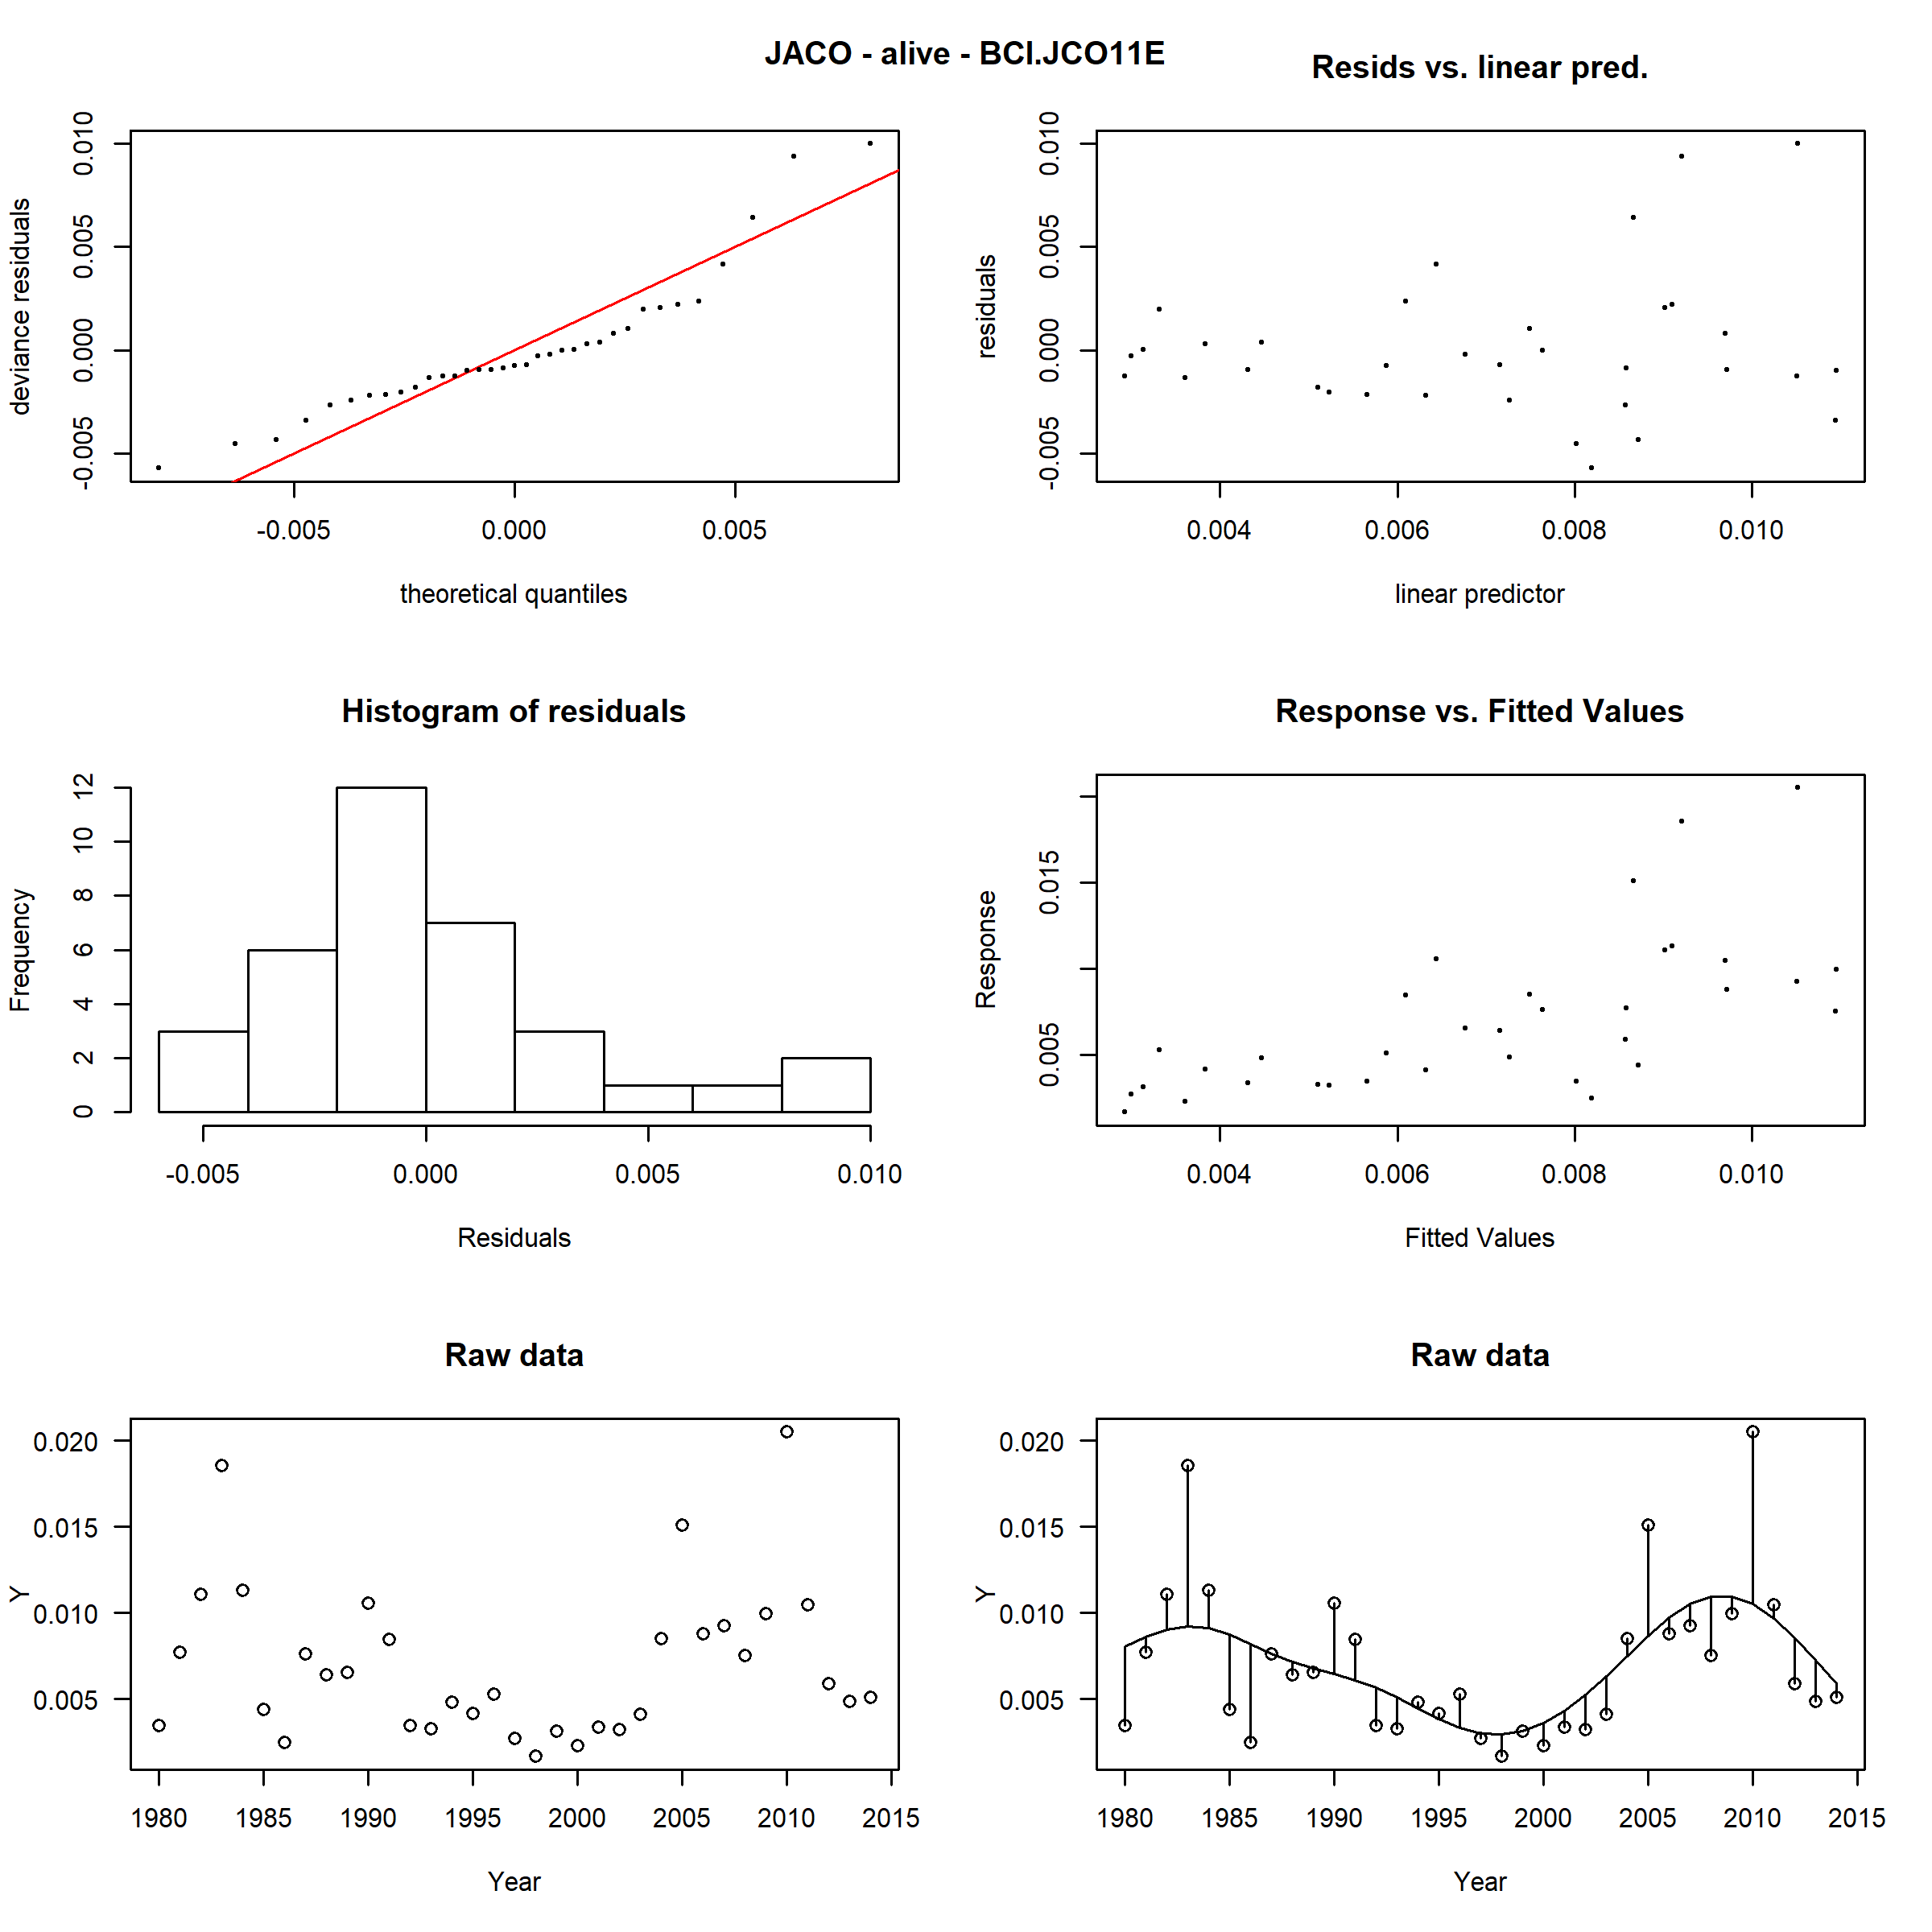 JACO - alive - BCI.JCO11E
Resids vs. linear pred.
deviance residuals
-0.005 0.000 0.005 0.010
-0.005 0.000 0.005
theoretical quantiles
residuals
-0.005 0.000 0.005 0.010
0.004 0.006 0.008 0.010
linear predictor
Histogram of residuals
Frequency
0 2 4 6 8 10 12
-0.005 0.000 0.005 0.010
Residuals
Response vs. Fitted Values
Response
0.005 0.015
0.004 0.006 0.008 0.010
Fitted Values
Raw data
Y
0.020
0.015
0.010
0.005
1980 1985 1990 1995 2000 2005 2010 2015
Year
Raw data
Y
0.020
0.015
0.010
0.005
1980 1985 1990 1995 2000 2005 2010 2015
Year